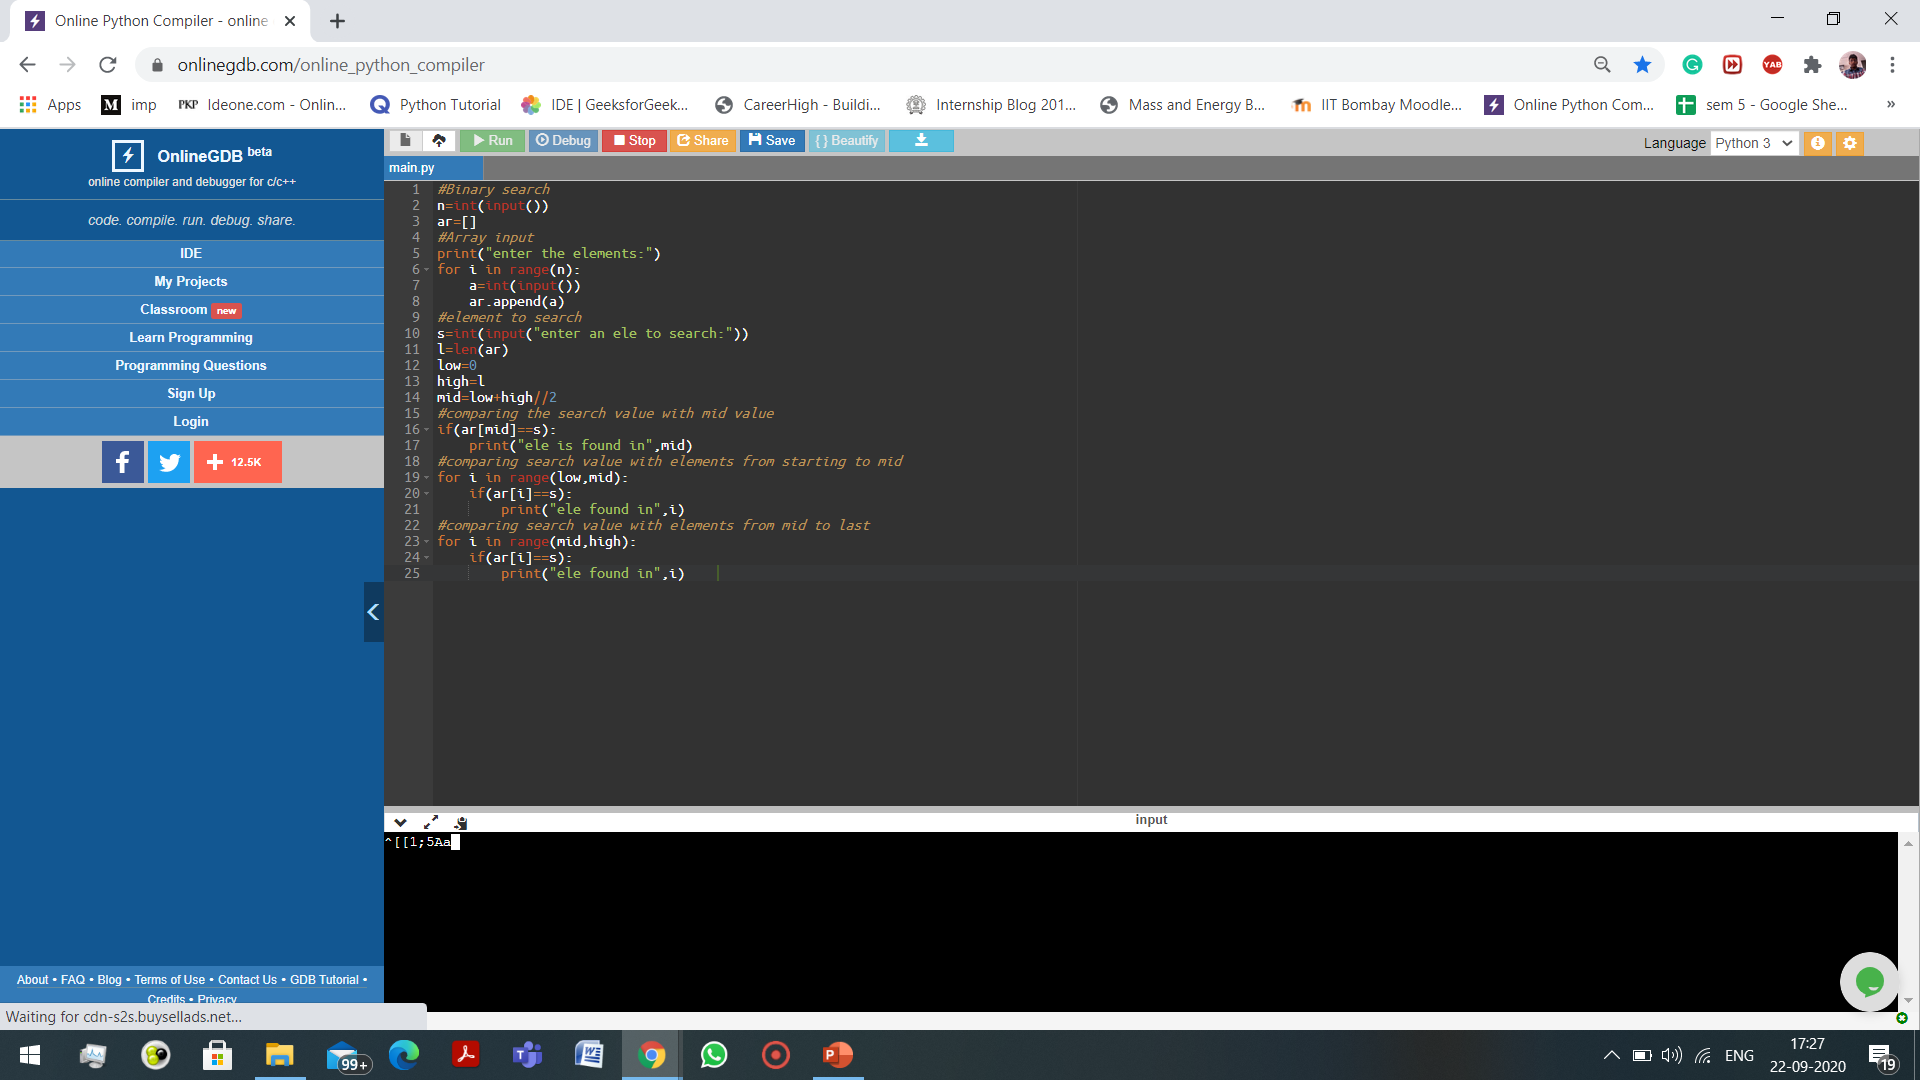 Online Python Compiler - online
onlinegdb.com/online_python_compiler
YAB
Apps M imp PKP Ideone.com - Onlin... Python Tutorial IDE | GeeksforGeek... CareerHigh - Buildi... Internship Blog 201... Mass and Energy B... IIT Bombay Moodle... Online Python Com... sem 5 - Google She... »
OnlineGDB beta
online compiler and debugger for c/c++
code. compile. run. debug. share.
IDE
My Projects
Classroom new
Learn Programming
Programming Questions
Sign Up
Login
f + 12.5K
About • FAQ • Blog • Terms of Use • Contact Us • GDB Tutorial •
Credits • Privacy
Waiting for cdn-s2s.buysellads.net...
Run Debug Stop Share Save { } Beautify
Language Python 3
main.py
1 #Binary search
2 n=int(input())
3 ar=[]
4 #Array input
5 print("enter the elements:")
6 for i in range(n):
7     a=int(input())
8     ar.append(a)
9 #element to search
10 s=int(input("enter an ele to search:"))
11 l=len(ar)
12 low=0
13 high=l
14 mid=low+high//2
15 #comparing the search value with mid value
16 if(ar[mid]==s):
17     print("ele is found in",mid)
18 #comparing search value with elements from starting to mid
19 for i in range(low,mid):
20     if(ar[i]==s):
21         print("ele found in",i)
22 #comparing search value with elements from mid to last
23 for i in range(mid,high):
24     if(ar[i]==s):
25         print("ele found in",i)
input
^[[1;5Aa
99+
ENG
17:27
22-09-2020
19